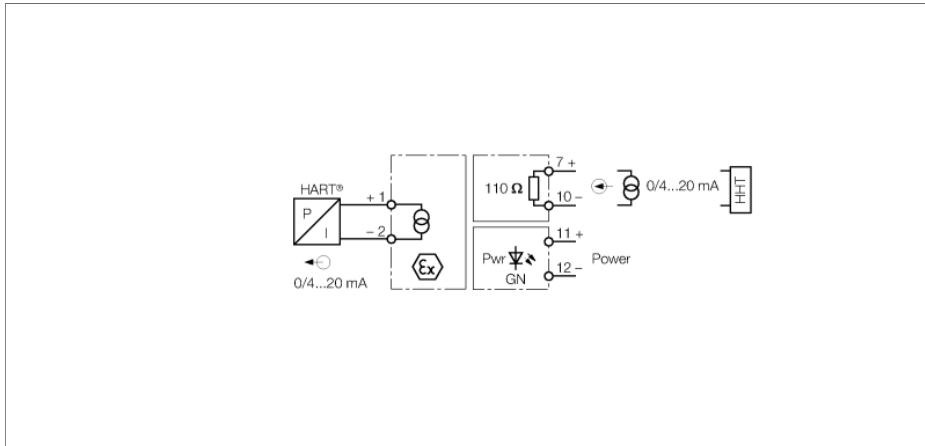 HART®
P
I
0/4...20 mA
+ 1
– 2
Ex
110 Ω
7 +
10 –
0/4...20 mA
HHT
Pwr
GN
11 +
12 –
Power